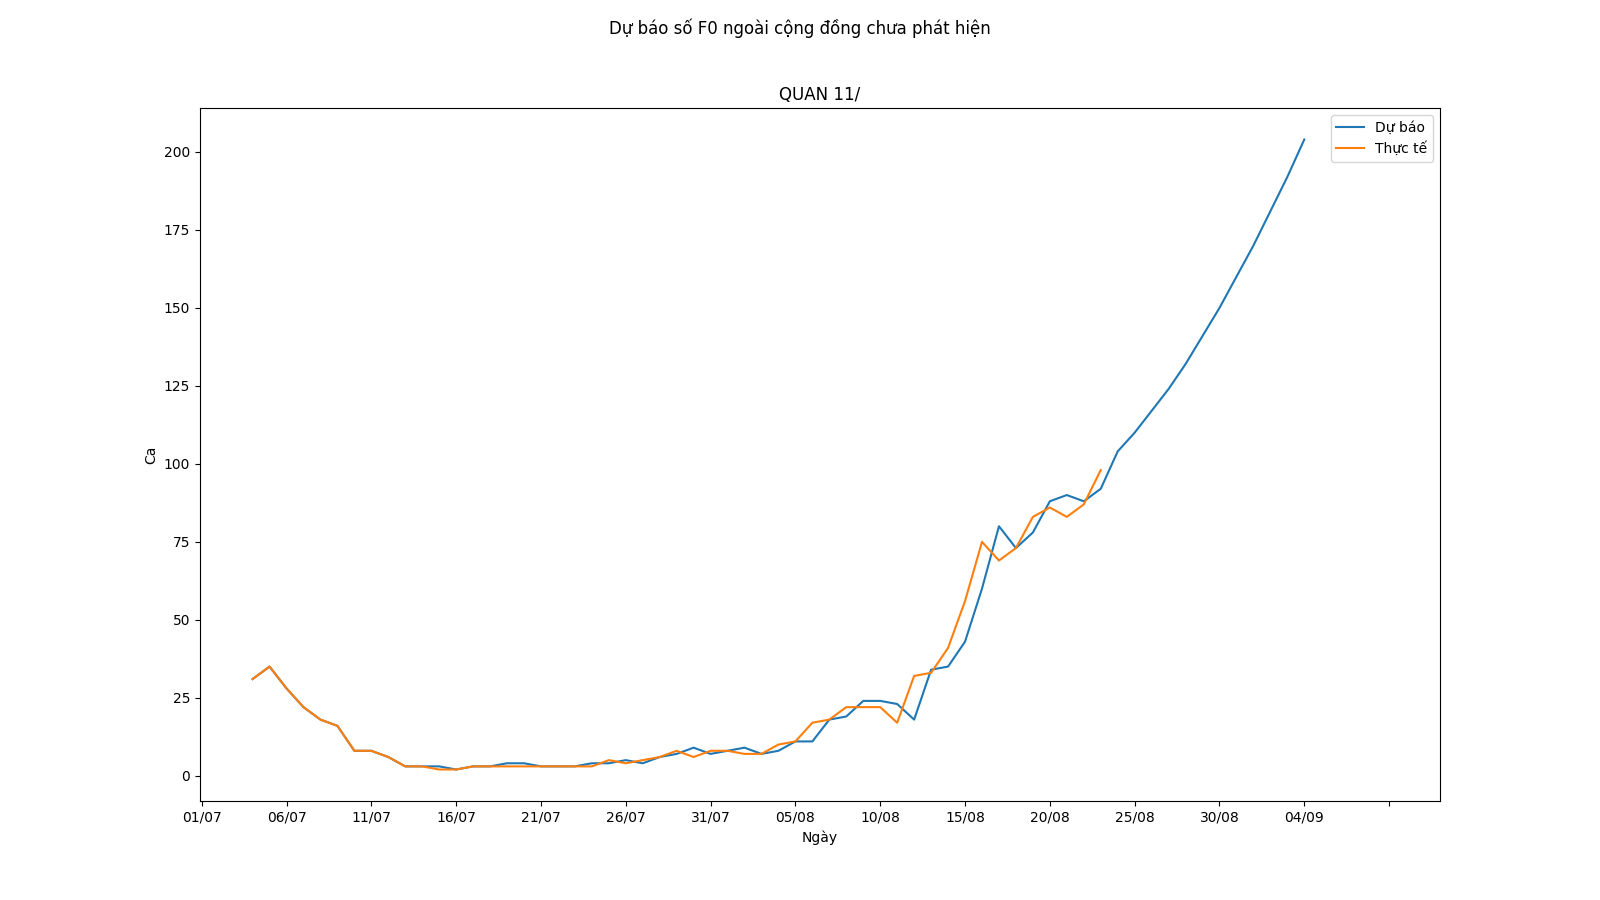 Dự báo số F0 ngoài cộng đồng chưa phát hiện
QUAN 11/
Dự báo
Thực tế
200
175
150
125
100
75
50
25
0
Ca
01/07 06/07 11/07 16/07 21/07 26/07 31/07 05/08 10/08 15/08 20/08 25/08 30/08 04/09
Ngày